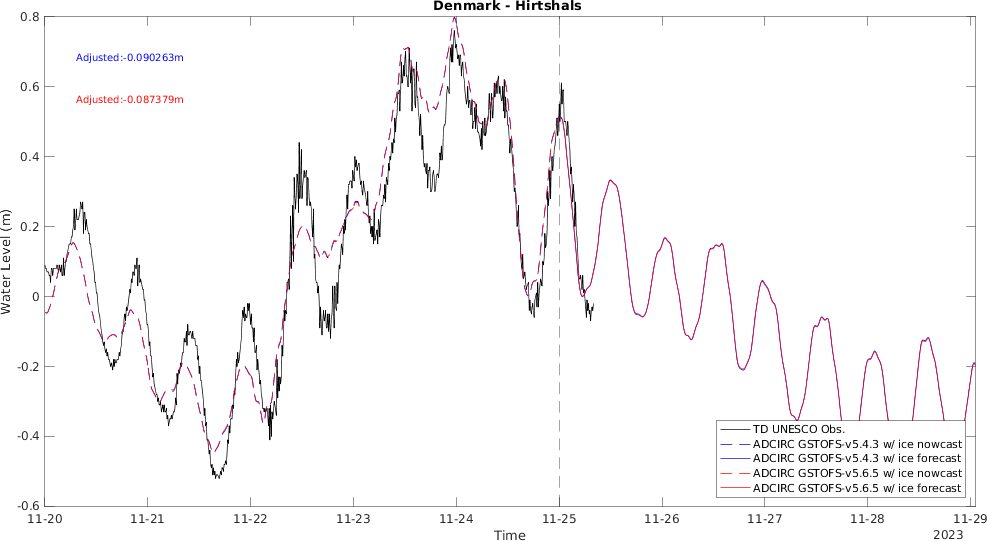 Denmark - Hirtshals
0.8
Adjusted:-0.090263m
0.6
Adjusted:-0.087379m
0.4
0.2
Water Level (m)
0
-0.2
-0.4
TD UNESCO Obs.
ADCIRC GSTOFS-v5.4.3 w/ ice nowcast
ADCIRC GSTOFS-v5.4.3 w/ ice forecast
ADCIRC GSTOFS-v5.6.5 w/ ice nowcast
ADCIRC GSTOFS-v5.6.5 w/ ice forecast
-0.6
11-20 11-21 11-22 11-23 11-24 11-25 11-26 11-27 11-28 11-29
Time
2023